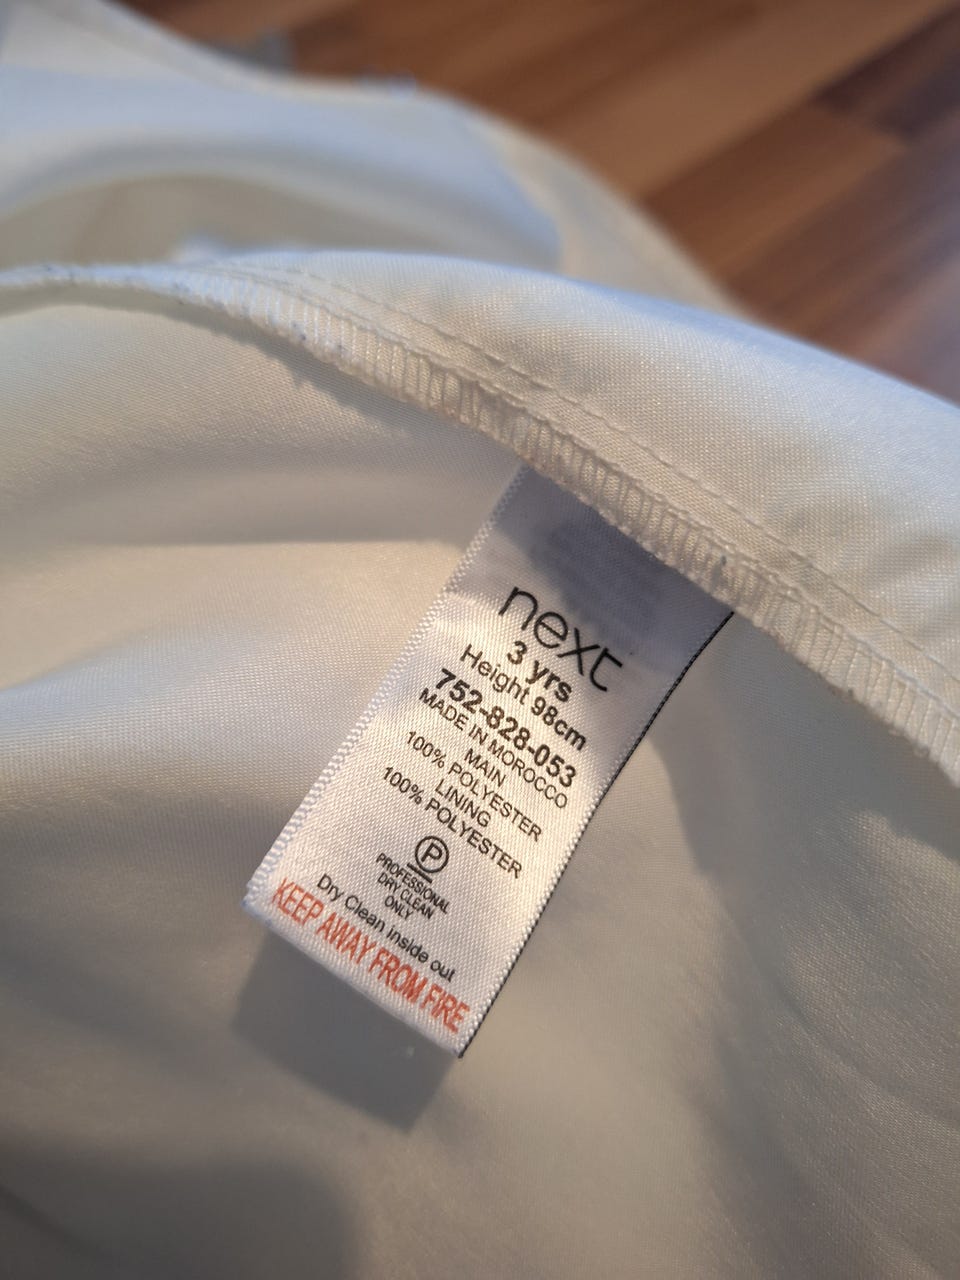 next
3 yrs
Height 98cm
752-828-053
MADE IN MOROCCO
MAIN
100% POLYESTER
LINING
100% POLYESTER
P
PROFESSIONAL
DRY CLEAN
ONLY
Dry Clean inside out
KEEP AWAY FROM FIRE